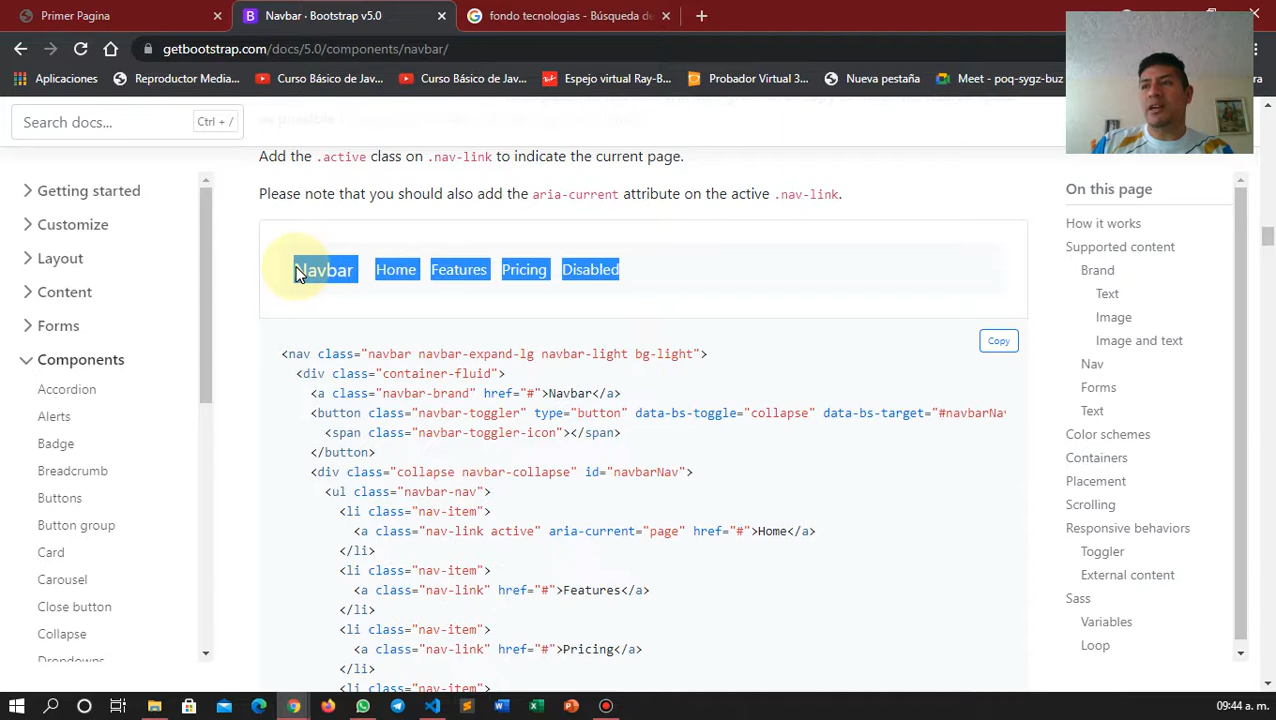 Primer Pagina
Navbar · Bootstrap v5.0
fondo tecnologias - Búsqueda de
getbootstrap.com/docs/5.0/components/navbar/
Aplicaciones
Reproductor Media...
Curso Básico de Jav...
Curso Básico de Jav...
Espejo virtual Ray-B...
Probador Virtual 3...
Nueva pestaña
Meet - poq-sygz-buz
Search docs...
Ctrl + /
Add the .active class on .nav-link to indicate the current page.
Please note that you should also add the aria-current attribute on the active .nav-link.
Navbar Home Features Pricing Disabled
Copy
<nav class="navbar navbar-expand-lg navbar-light bg-light">
<div class="container-fluid">
<a class="navbar-brand" href="#">Navbar</a>
<button class="navbar-toggler" type="button" data-bs-toggle="collapse" data-bs-target="#navbarNav
<span class="navbar-toggler-icon"></span>
</button>
<div class="collapse navbar-collapse" id="navbarNav">
<ul class="navbar-nav">
<li class="nav-item">
<a class="nav-link active" aria-current="page" href="#">Home</a>
</li>
<li class="nav-item">
<a class="nav-link" href="#">Features</a>
</li>
<li class="nav-item">
<a class="nav-link" href="#">Pricing</a>
</li>
<li class="nav-item">
Getting started
Customize
Layout
Content
Forms
Components
Accordion
Alerts
Badge
Breadcrumb
Buttons
Button group
Card
Carousel
Close button
Collapse
Dropdowns
On this page
How it works
Supported content
Brand
Text
Image
Image and text
Nav
Forms
Text
Color schemes
Containers
Placement
Scrolling
Responsive behaviors
Toggler
External content
Sass
Variables
Loop
09:44 a. m.